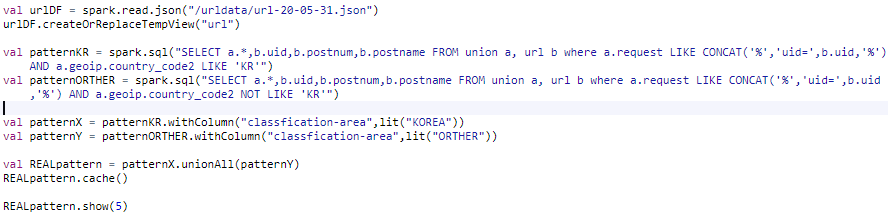 val urlDF = spark.read.json("/urldata/url-20-05-31.json")
urlDF.createOrReplaceTempView("url")
val patternKR = spark.sql("SELECT a.*,b.uid,b.postnum,b.postname FROM union a, url b where a.request LIKE CONCAT('%','uid=',b.uid,'%')
AND a.geoip.country_code2 LIKE 'KR'")
val patternORTHER = spark.sql("SELECT a.*,b.uid,b.postnum,b.postname FROM union a, url b where a.request LIKE CONCAT('%','uid=',b.uid
,'%') AND a.geoip.country_code2 NOT LIKE 'KR'")
val patternX = patternKR.withColumn("classfication-area",lit("KOREA"))
val patternY = patternORTHER.withColumn("classfication-area",lit("ORTHER"))
val REALpattern = patternX.unionAll(patternY)
REALpattern.cache()
REALpattern.show(5)